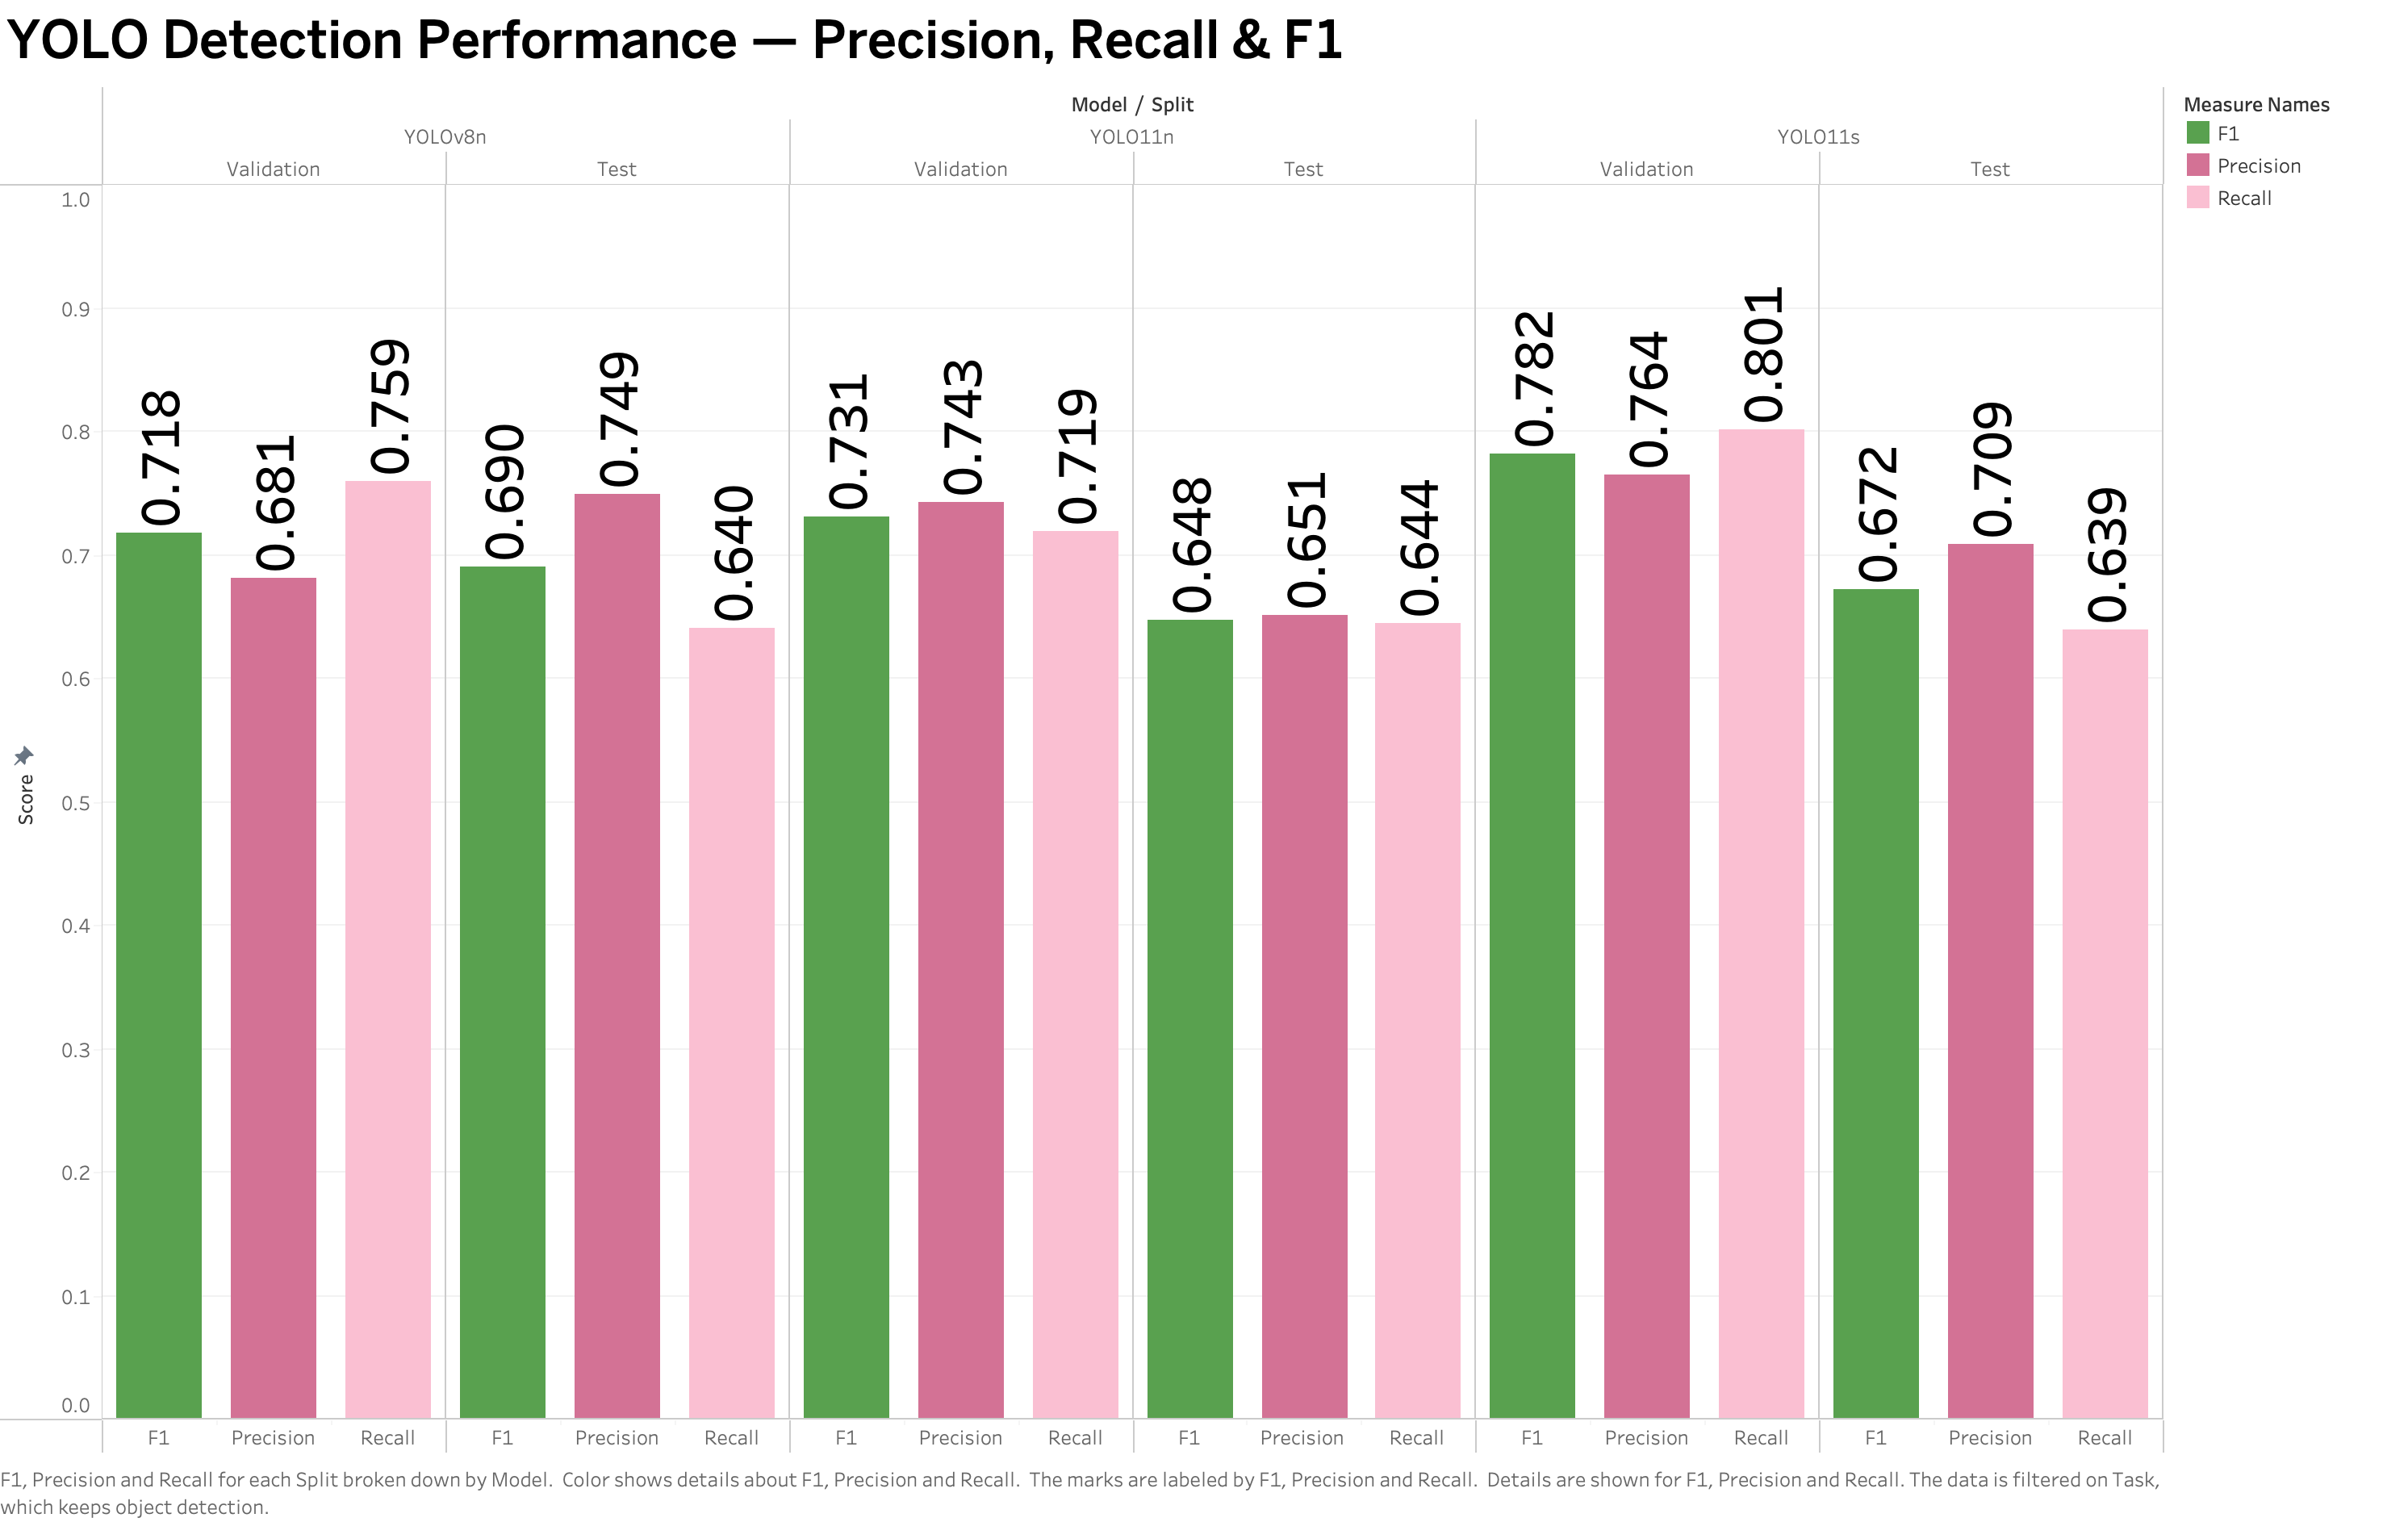 YOLO Detection Performance — Precision, Recall & F1
Model / Split
YOLOv8n YOLO11n YOLO11s
Validation Test Validation Test Validation Test
Measure Names
F1
Precision
Recall
Score
1.0
0.9
0.8
0.7
0.6
0.5
0.4
0.3
0.2
0.1
0.0
0.718 0.681 0.759 0.690 0.749 0.640 0.731 0.743 0.719 0.648 0.651 0.644 0.782 0.764 0.801 0.672 0.709 0.639
F1 Precision Recall F1 Precision Recall F1 Precision Recall F1 Precision Recall F1 Precision Recall F1 Precision Recall
F1, Precision and Recall for each Split broken down by Model.  Color shows details about F1, Precision and Recall.  The marks are labeled by F1, Precision and Recall.  Details are shown for F1, Precision and Recall. The data is filtered on Task,
which keeps object detection.